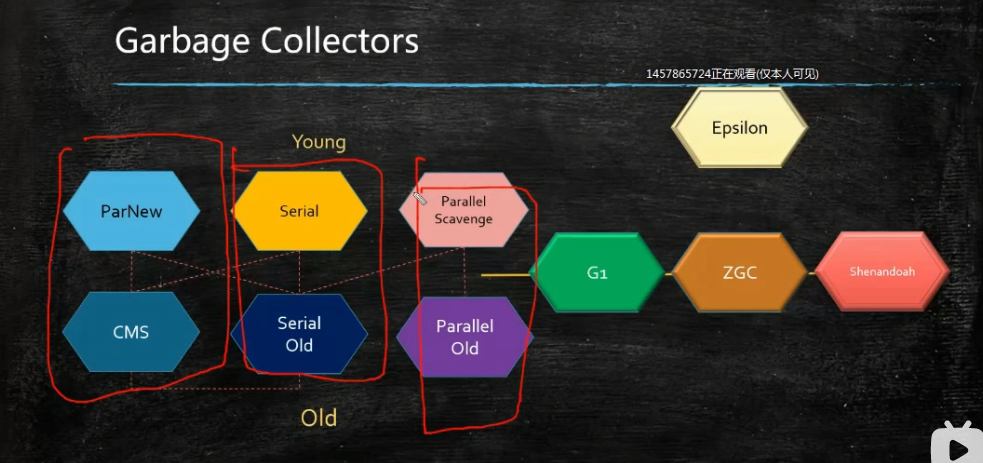 Garbage Collectors
1457865724正在观看(仅本人可见)
Epsilon
Young
ParNew
Serial
Parallel
Scavenge
G1
ZGC
Shenandoah
CMS
Serial
Old
Parallel
Old
Old